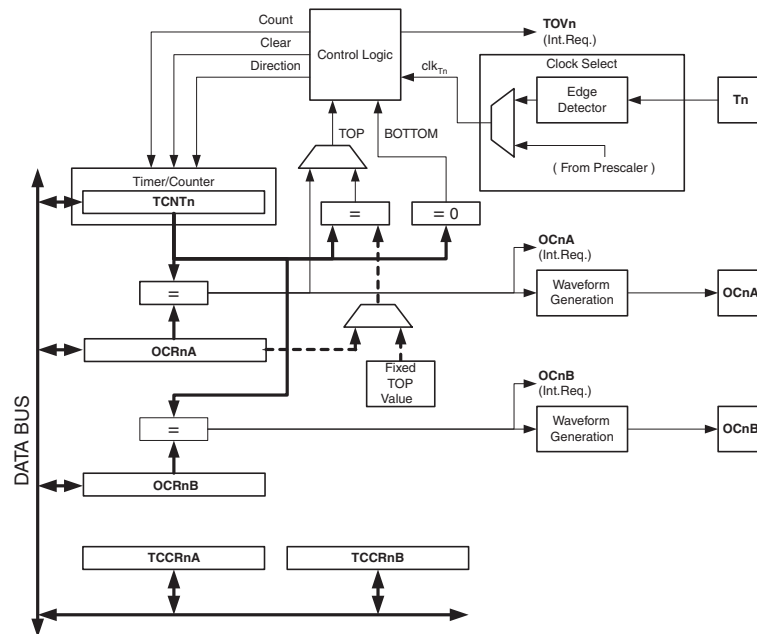 Count
Clear
Direction
Control Logic
TOVn
(Int.Req.)
clkTn
Clock Select
Edge
Detector
Tn
( From Prescaler )
TOP
BOTTOM
Timer/Counter
TCNTn
=
= 0
OCnA
(Int.Req.)
=
Waveform
Generation
OCnA
OCRnA
Fixed
TOP
Value
OCnB
(Int.Req.)
=
Waveform
Generation
OCnB
OCRnB
DATA BUS
TCCRnA
TCCRnB